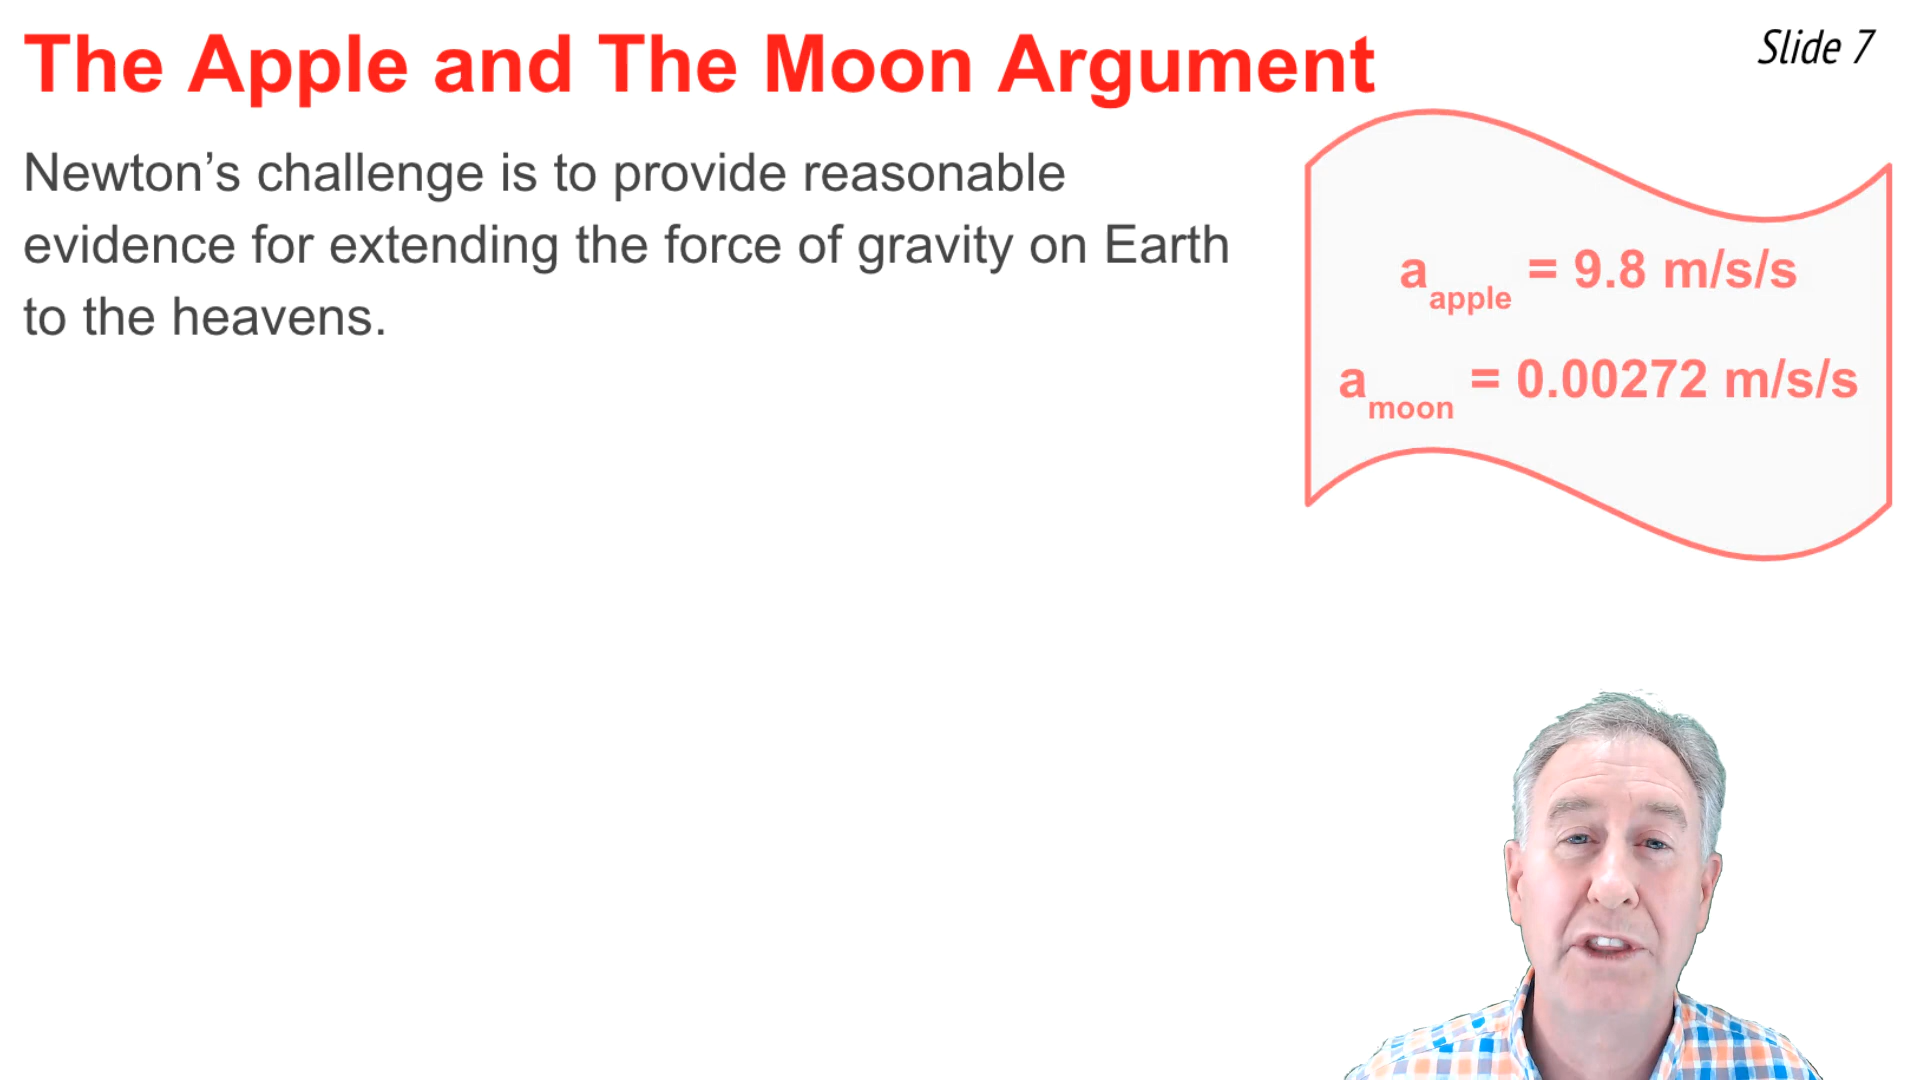 The Apple and The Moon Argument
Slide 7
Newton’s challenge is to provide reasonable
evidence for extending the force of gravity on Earth
to the heavens.
a apple = 9.8 m/s/s
a moon = 0.00272 m/s/s